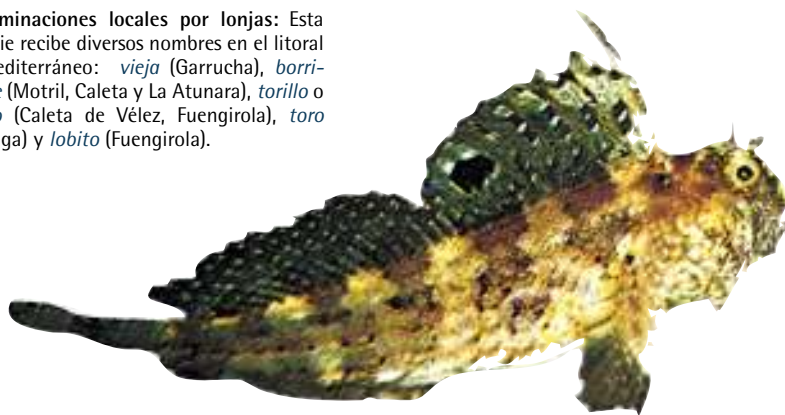 minaciones locales por lonjas: Esta
ie recibe diversos nombres en el litoral
editerráneo: vieja (Garrucha), borri-
(Motril, Caleta y La Atunara), torillo o
(Caleta de Vélez, Fuengirola), toro
ga) y lobito (Fuengirola).